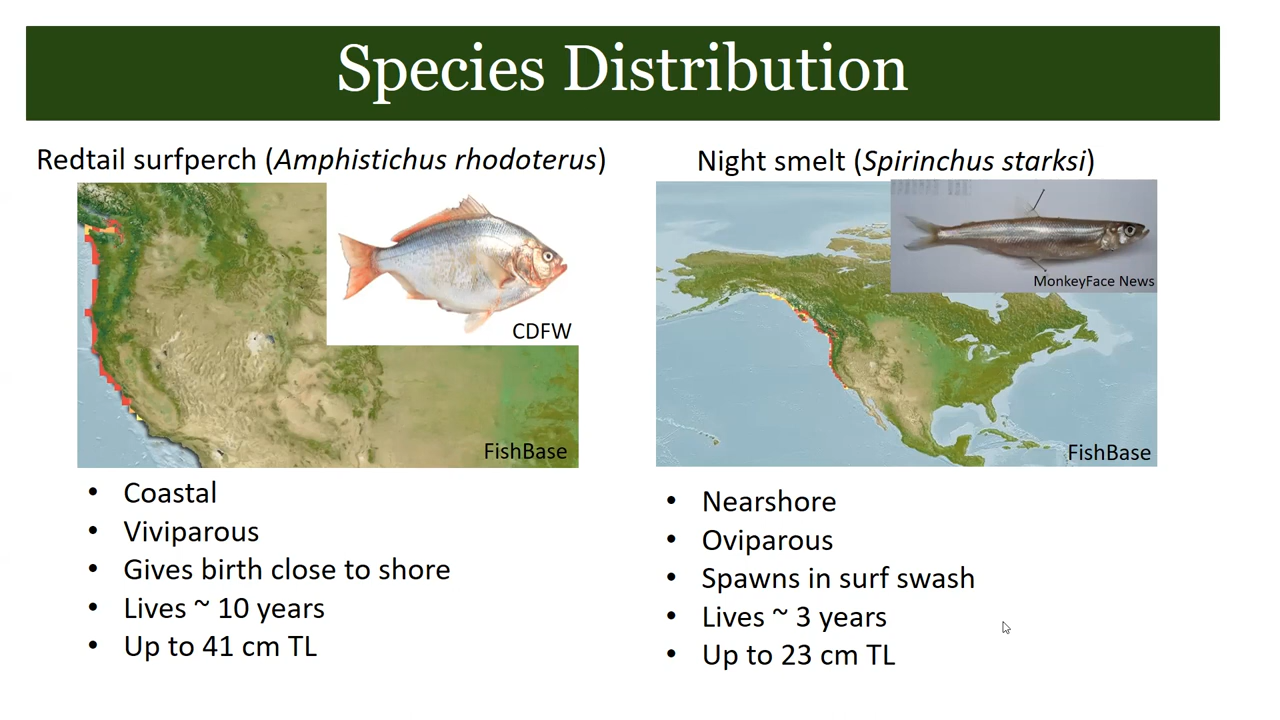 Species Distribution
Redtail surfperch (Amphistichus rhodoterus)
CDFW
FishBase
• Coastal
• Viviparous
• Gives birth close to shore
• Lives ~ 10 years
• Up to 41 cm TL
Night smelt (Spirinchus starksi)
MonkeyFace News
FishBase
• Nearshore
• Oviparous
• Spawns in surf swash
• Lives ~ 3 years
• Up to 23 cm TL